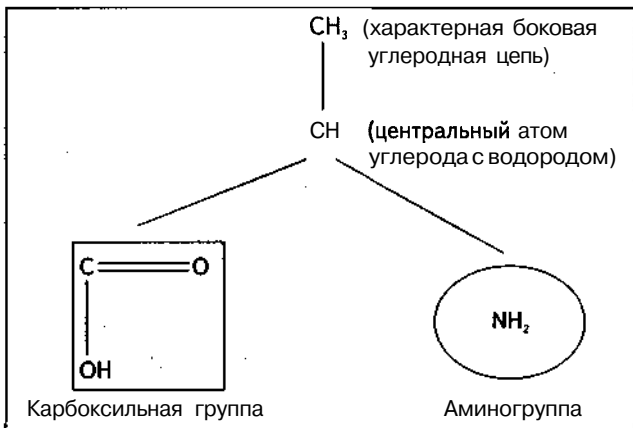 CH₃ (характерная боковая
углеродная цепь)
CH (центральный атом
углерода с водородом)
C O
NH₂
OH
Карбоксильная группа Аминогруппа